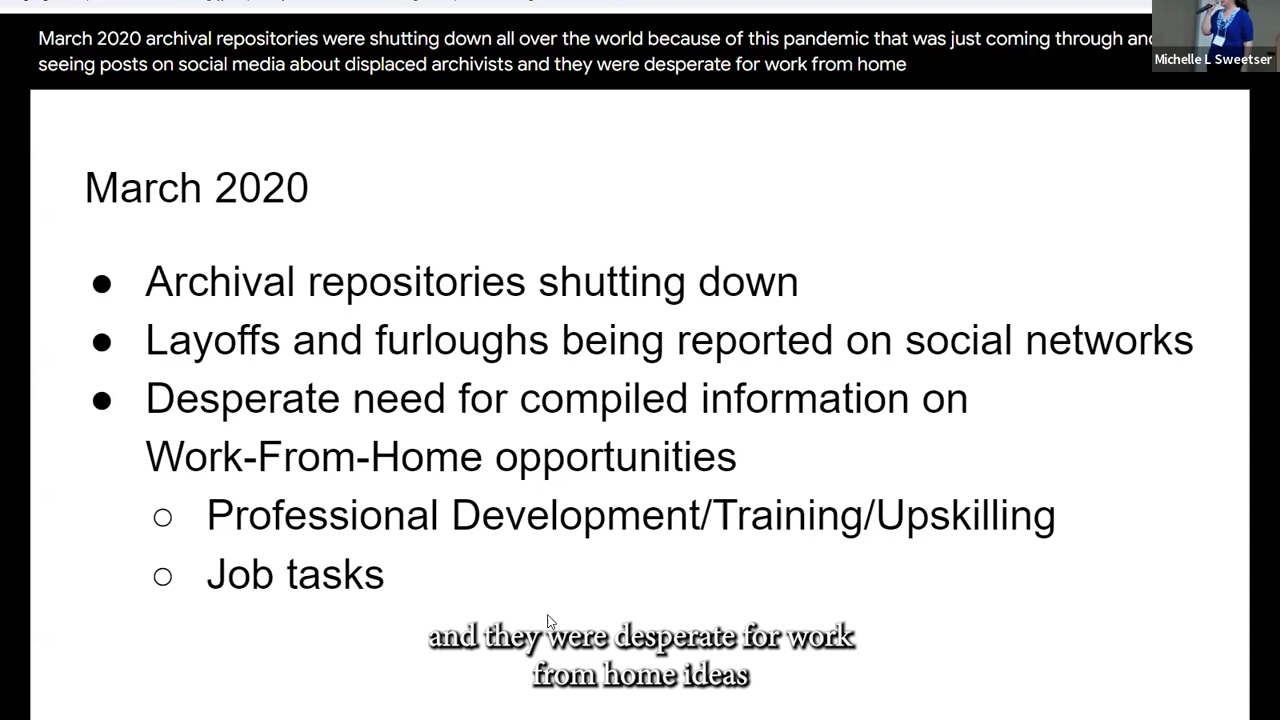 March 2020 archival repositories were shutting down all over the world because of this pandemic that was just coming through and
seeing posts on social media about displaced archivists and they were desperate for work from home
Michelle L Sweetser
March 2020
● Archival repositories shutting down
● Layoffs and furloughs being reported on social networks
● Desperate need for compiled information on
Work-From-Home opportunities
○ Professional Development/Training/Upskilling
○ Job tasks
and they were desperate for work
from home ideas